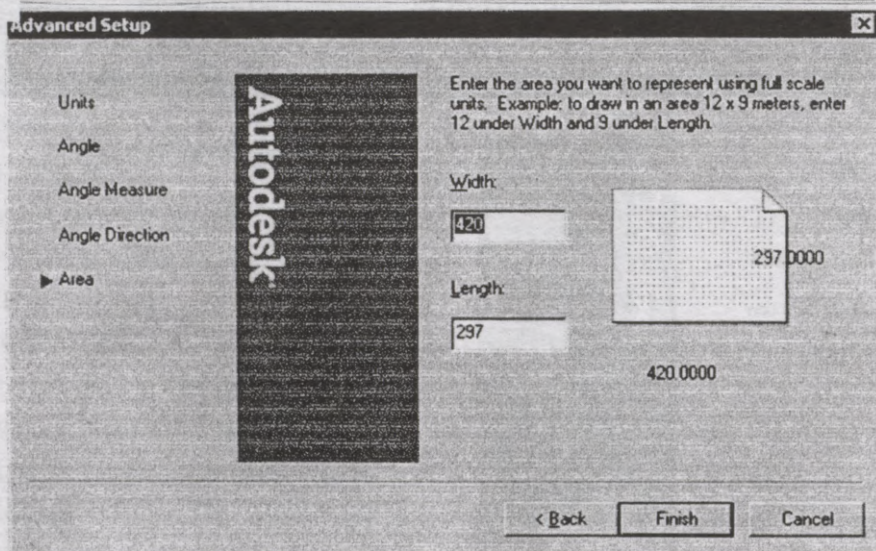 Advanced Setup
Units
Angle
Angle Measure
Angle Direction
Area
Autodesk
Enter the area you want to represent using full scale
units. Example: to draw in an area 12 x 9 meters, enter
12 under Width and 9 under Length.
Width:
420
Length:
297
297.0000
420.0000
< Back
Finish
Cancel